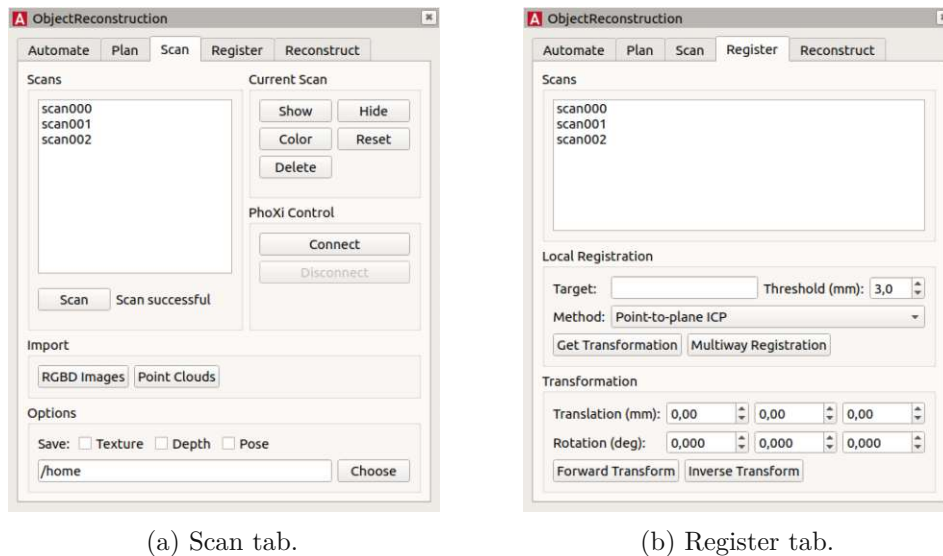 A ObjectReconstruction
Automate Plan Scan Register Reconstruct
Scans
scan000
scan001
scan002
Scan Scan successful
Current Scan
Show Hide
Color Reset
Delete
PhoXi Control
Connect
Disconnect
Import
RGBD Images Point Clouds
Options
Save: Texture Depth Pose
/home Choose
(a) Scan tab.
A ObjectReconstruction
Automate Plan Scan Register Reconstruct
Scans
scan000
scan001
scan002
Local Registration
Target: Threshold (mm): 3,0
Method: Point-to-plane ICP
Get Transformation Multiway Registration
Transformation
Translation (mm): 0,00 0,00 0,00
Rotation (deg): 0,000 0,000 0,000
Forward Transform Inverse Transform
(b) Register tab.